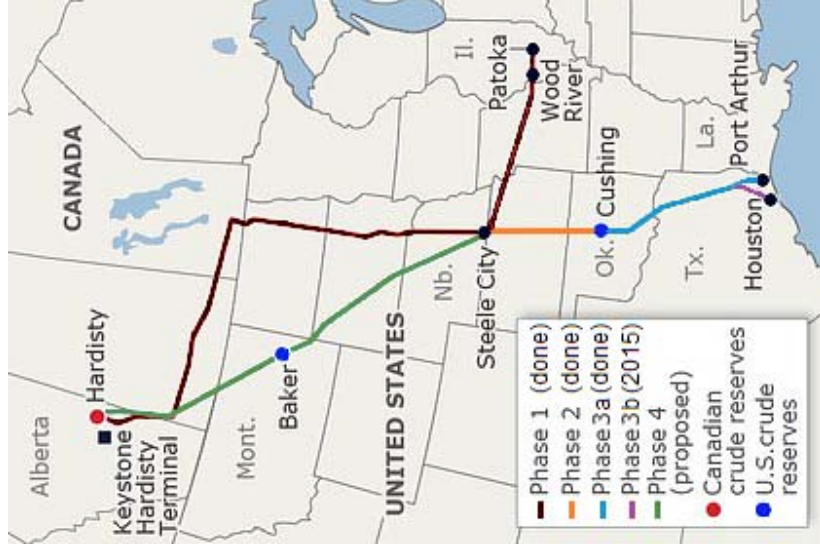 Alberta
Hardisty
Keystone
Hardisty
Terminal
CANADA
Mont.
Baker
UNITED STATES
Nb.
Steele City
Il.
Patoka
Wood
River
Ok.
Cushing
Tx.
La.
Houston
Port Arthur
Phase 1 (done)
Phase 2 (done)
Phase 3a (done)
Phase 3b (2015)
Phase 4
(proposed)
Canadian
crude reserves
U.S.crude
reserves